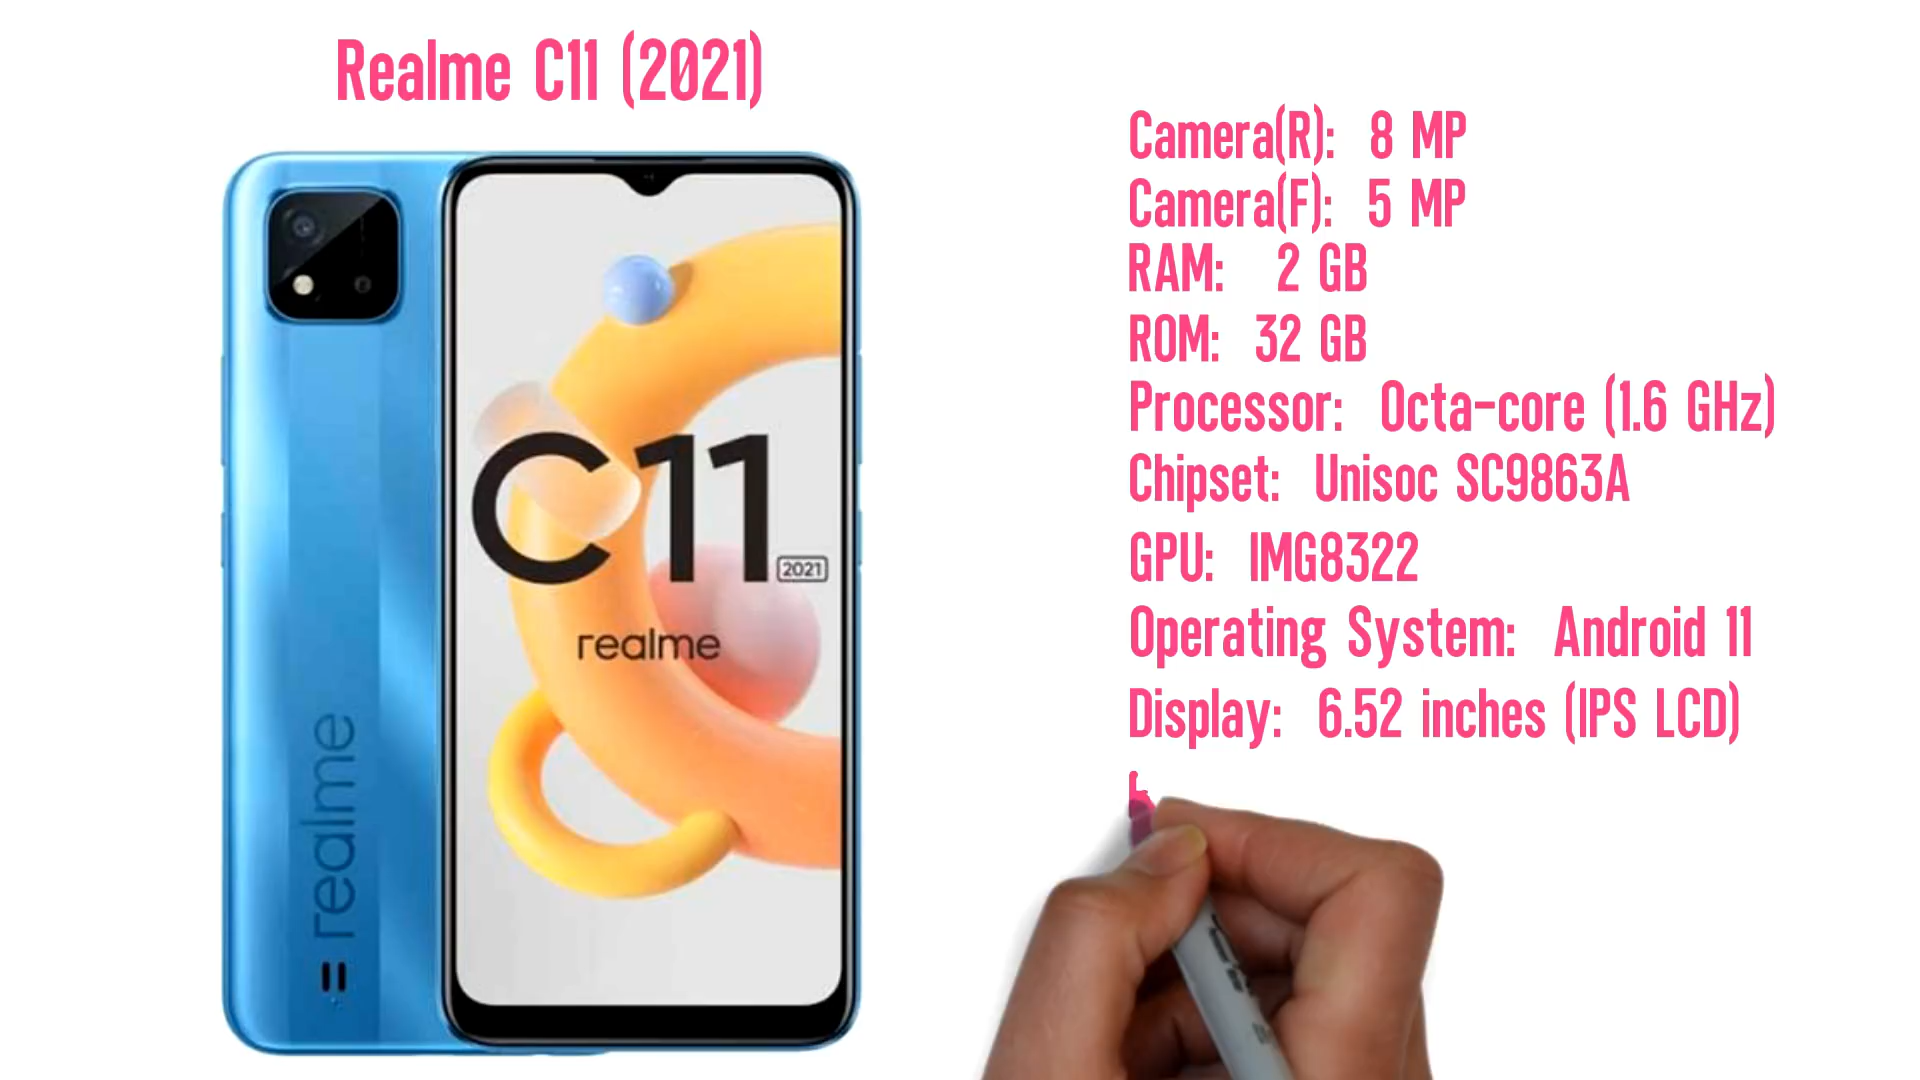 Realme C11 (2021)
Camera(R): 8 MP
Camera(F): 5 MP
RAM: 2 GB
ROM: 32 GB
Processor: Octa-core (1.6 GHz)
Chipset: Unisoc SC9863A
GPU: IMG8322
Operating System: Android 11
Display: 6.52 inches (IPS LCD)
C11
2021
realme
realme